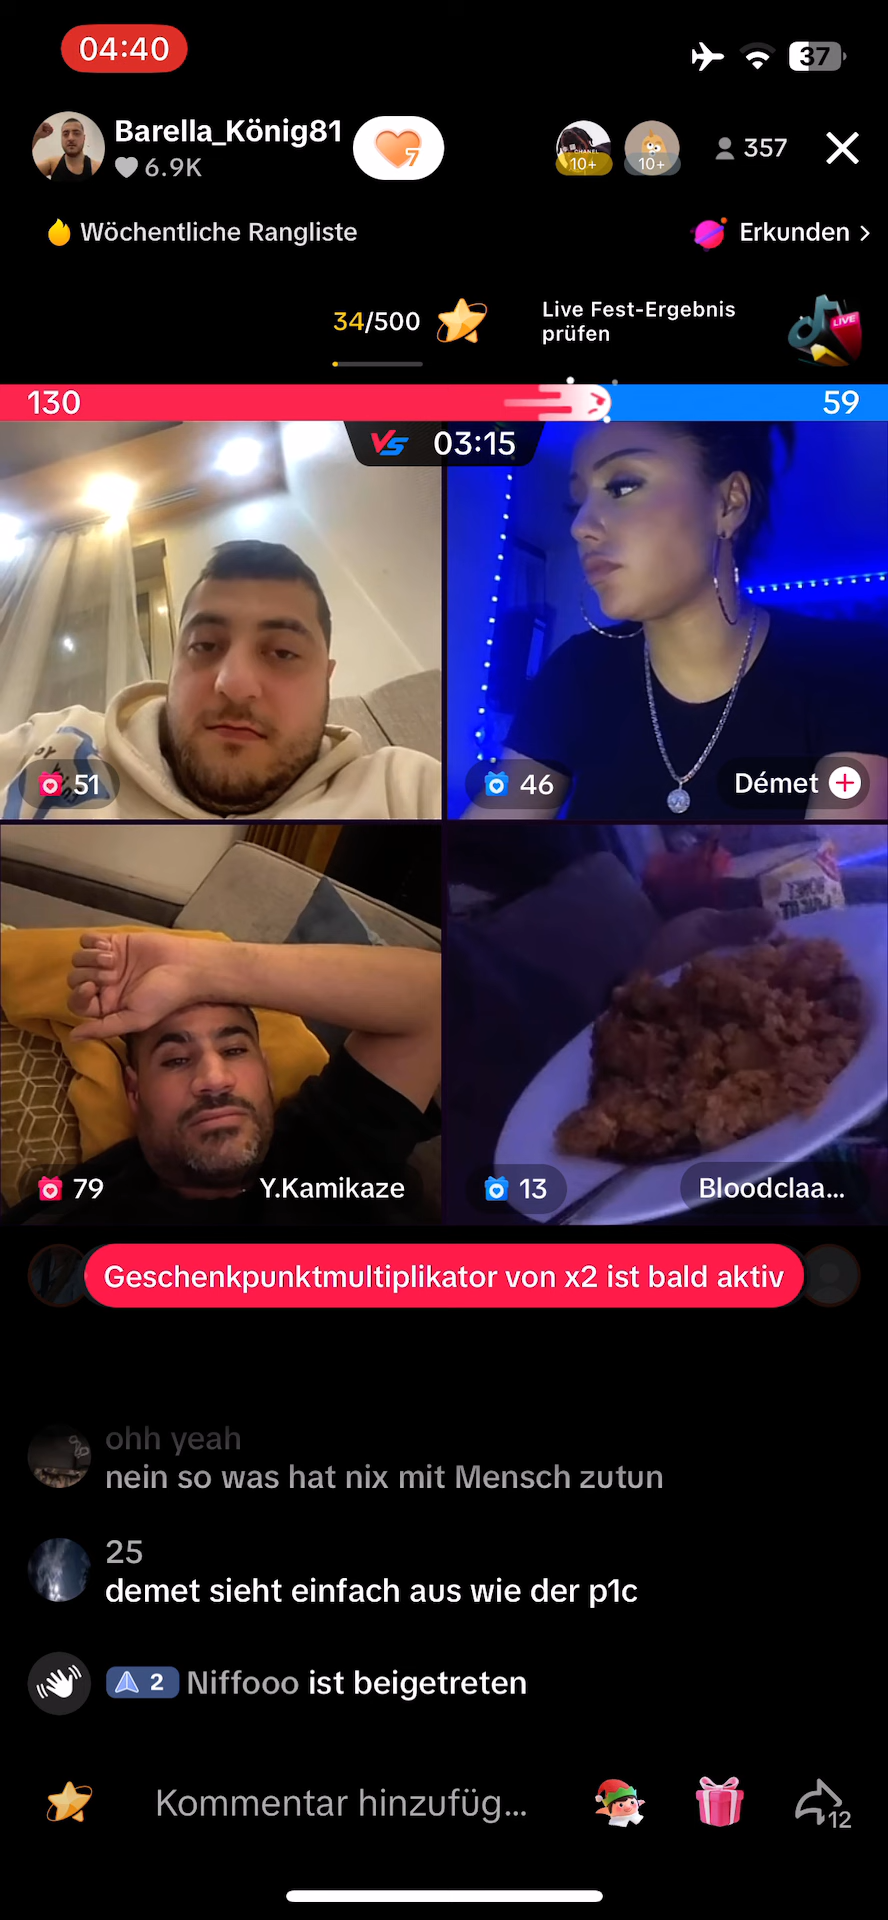 04:40
37
Barella_König81
6.9K
7
10+
10+
357
Wöchentliche Rangliste
Erkunden >
34/500
Live Fest-Ergebnis
prüfen
LIVE
130
59
VS 03:15
51
46
Démet
79
Y.Kamikaze
13
Bloodclaa...
Geschenkpunktmultiplikator von x2 ist bald aktiv
ohh yeah
nein so was hat nix mit Mensch zutun
25
demet sieht einfach aus wie der p1c
2 Niffooo ist beigetreten
Kommentar hinzufüg...
12